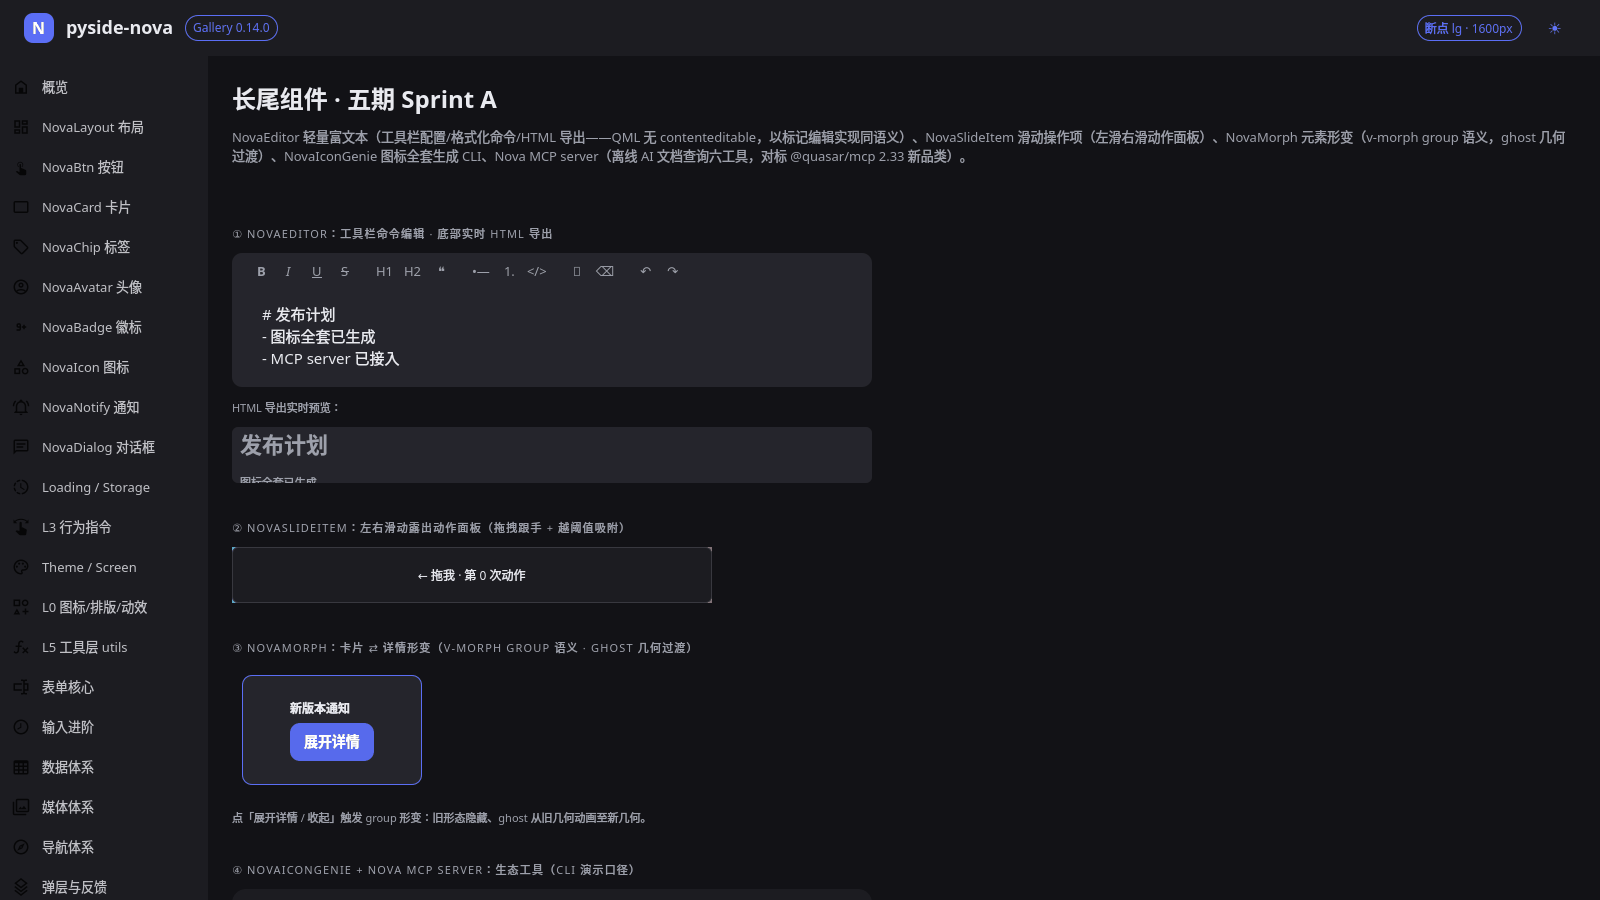 N pyside-nova Gallery 0.14.0
断点 lg · 1600px ☀
概览
NovaLayout 布局
NovaBtn 按钮
NovaCard 卡片
NovaChip 标签
NovaAvatar 头像
9+ NovaBadge 徽标
NovaIcon 图标
NovaNotify 通知
NovaDialog 对话框
Loading / Storage
L3 行为指令
Theme / Screen
L0 图标/排版/动效
L5 工具层 utils
表单核心
输入进阶
数据体系
媒体体系
导航体系
弹层与反馈
长尾组件 · 五期 Sprint A
NovaEditor 轻量富文本（工具栏配置/格式化命令/HTML 导出——QML 无 contenteditable，以标记编辑实现同语义）、NovaSlideItem 滑动操作项（左滑右滑动作面板）、NovaMorph 元素形变（v-morph group 语义，ghost 几何
过渡）、NovaIconGenie 图标全套生成 CLI、Nova MCP server（离线 AI 文档查询六工具，对标 @quasar/mcp 2.33 新品类）。
① NOVAEDITOR：工具栏命令编辑 · 底部实时 HTML 导出
B I U S H1 H2 ❝ •— 1. </> ⌫ ↶ ↷
# 发布计划
- 图标全套已生成
- MCP server 已接入
HTML 导出实时预览：
发布计划
图标全套已生成
② NOVASLIDEITEM：左右滑动露出动作面板（拖拽跟手 + 越阈值吸附）
← 拖我 · 第 0 次动作
③ NOVAMORPH：卡片 ⇄ 详情形变（V-MORPH GROUP 语义 · GHOST 几何过渡）
新版本通知
展开详情
点「展开详情 / 收起」触发 group 形变：旧形态隐藏、ghost 从旧几何动画至新几何。
④ NOVAICONGENIE + NOVA MCP SERVER：生态工具（CLI 演示口径）